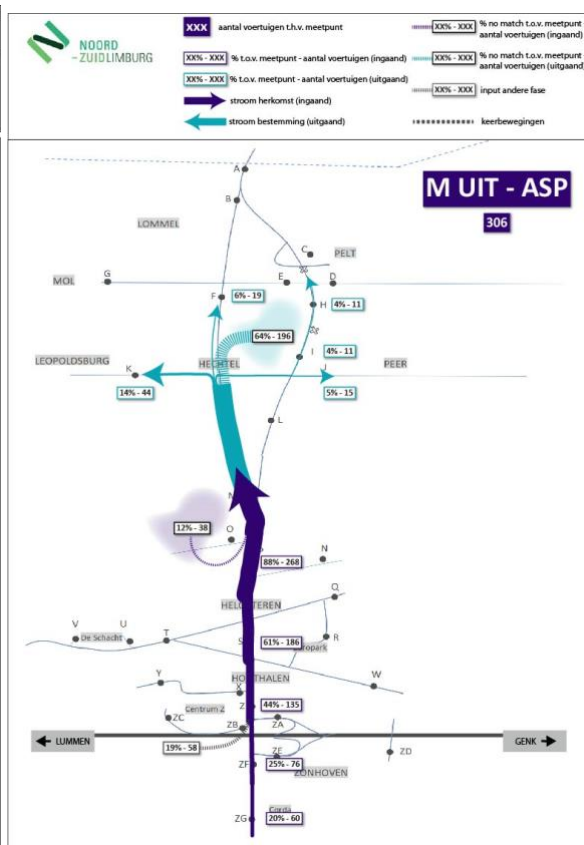 NOORD
-ZUIDLIMBURG
XXX aantal voertuigen t.h.v. meetpunt
XX% - XXX % t.o.v. meetpunt - aantal voertuigen (ingaand)
XX% - XXX % t.o.v. meetpunt - aantal voertuigen (uitgaand)
stroom herkomst (ingaand)
stroom bestemming (uitgaand)
XX% - XXX % no match t.o.v. meetpunt
aantal voertuigen (ingaand)
XX% - XXX % no match t.o.v. meetpunt
aantal voertuigen (uitgaand
XX% - XXX input andere fase
keerbewegingen
M UIT - ASP
306
A
B
LOMMEL
C
PELT
MOL
G
E
D
F
6% - 19
H
4% - 11
64% - 196
LEOPOLDSBURG
HECHTEL
I
4% - 11
K
J
PEER
14% - 44
5% - 15
L
12% - 38
O
N
88% - 268
Q
V
U
De Schacht
T
61% - 186
R
Y
X
W
Centrum Z
44% - 135
ZC
ZB
ZA
LUMMEN
GENK
19% - 58
ZE
ZD
ZF
25% - 76
ZONHOVEN
ZG
20% - 60